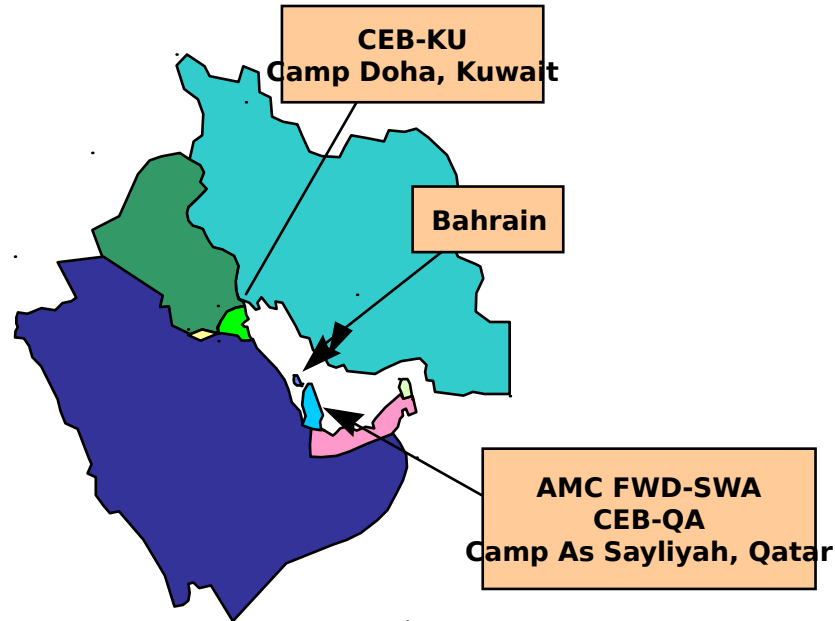 CEB-KU
Camp Doha, Kuwait
Bahrain
AMC FWD-SWA
CEB-QA
Camp As Sayliyah, Qatar